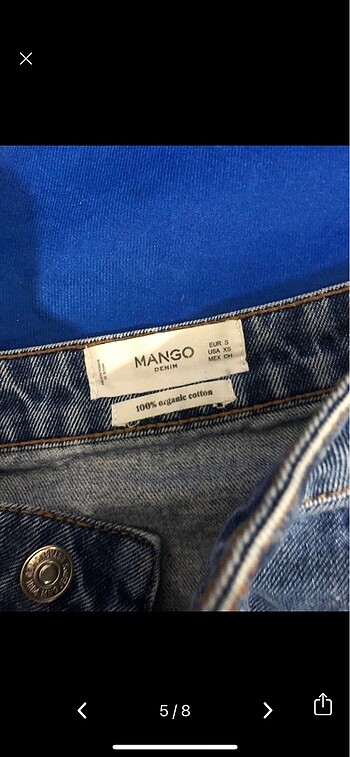 MANGO
DENIM
EUR S
USA XS
MEX CH
100% organic cotton
5/8